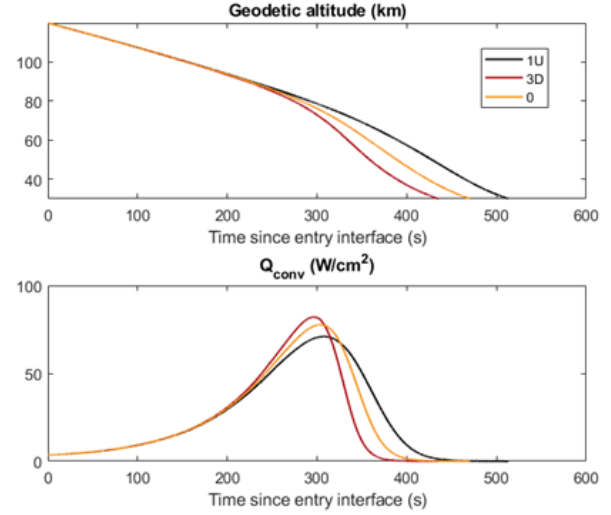 Geodetic altitude (km)
100
80
60
40
0 100 200 300 400 500 600
Time since entry interface (s)
1U
3D
0
Q_conv (W/cm²)
100
50
0
0 100 200 300 400 500 600
Time since entry interface (s)